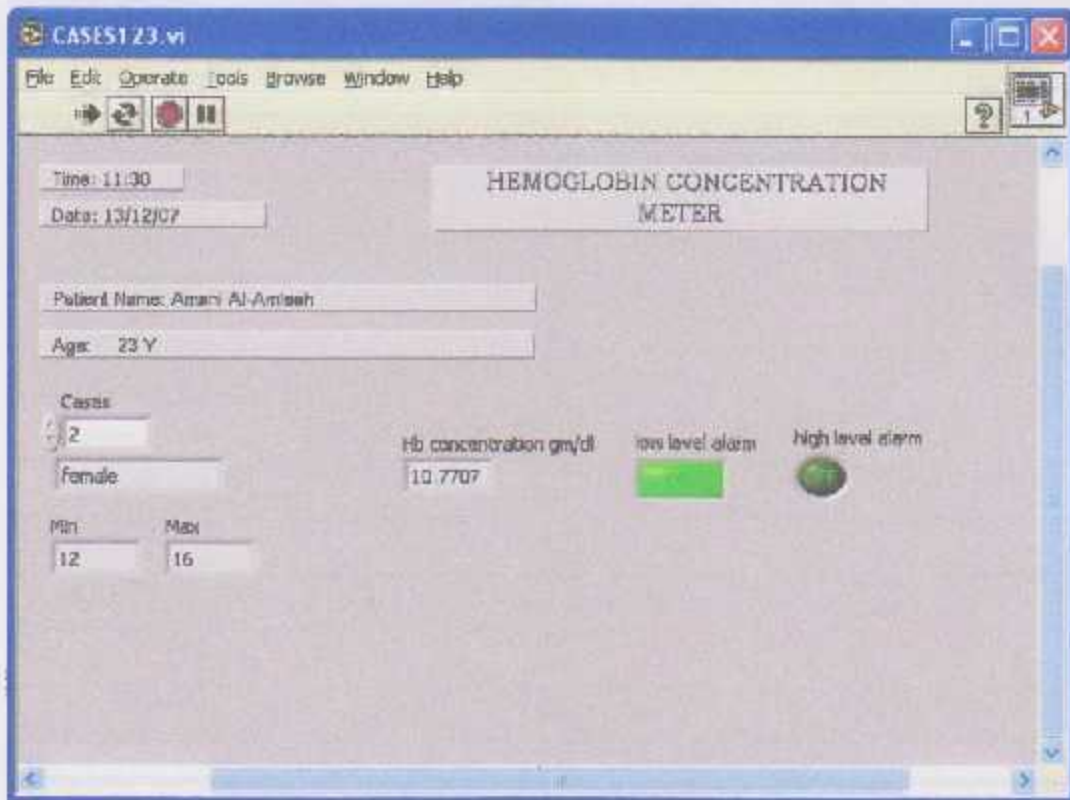 CASES123.vi
File Edit Operate Tools Browse Window Help
1
Time: 11:30
Date: 13/12/07
HEMOGLOBIN CONCENTRATION
METER
Patient Name: Amani
Age: 23 Y
Cases
2
female
Hb concentration gm/dl
10.7707
low level alarm
high level alarm
Min
Max
12
16